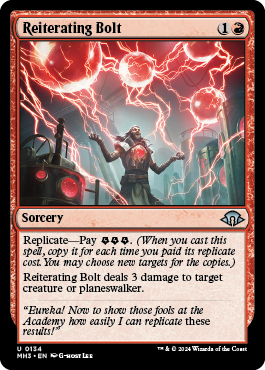 Reiterating Bolt 1
Sorcery
Replicate—Pay. (When you cast this
spell, copy it for each time you paid its replicate
cost. You may choose new targets for the copies.)
Reiterating Bolt deals 3 damage to target
creature or planeswalker.
“Eureka! Now to show those fools at the
Academy how easily I can replicate these
results!”
U 0134
MH3 • EN G-host Lee
™ & © 2024 Wizards of the Coast